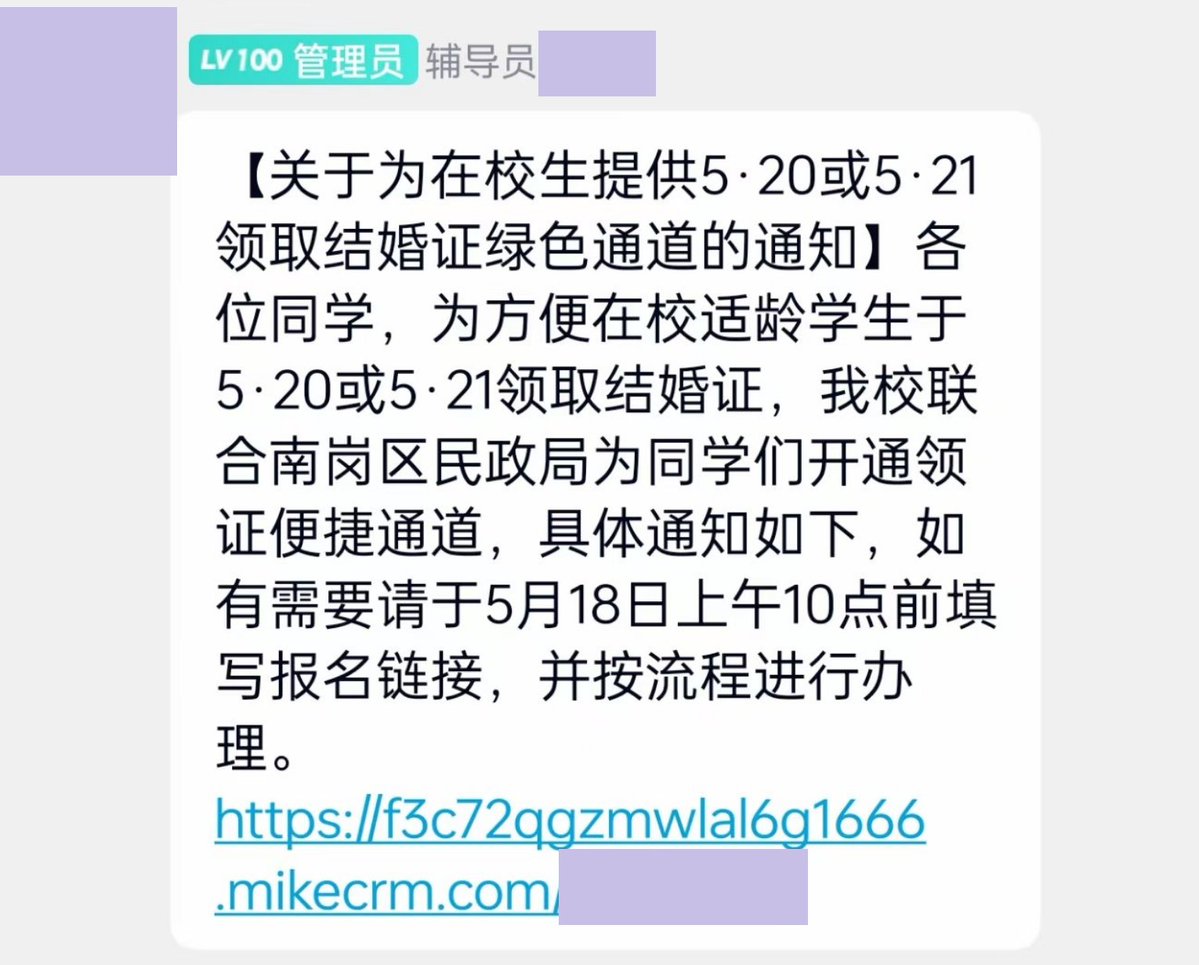 LV100 管理员 辅导员
【关于为在校生提供5·20或5·21
领取结婚证绿色通道的通知】各
位同学，为方便在校适龄学生于
5·20或5·21领取结婚证，我校联
合南岗区民政局为同学们开通领
证便捷通道，具体通知如下，如
有需要请于5月18日上午10点前填
写报名链接，并按流程进行办
理。
https://f3c72qgzmwlal6g1666
.mikecrm.com/